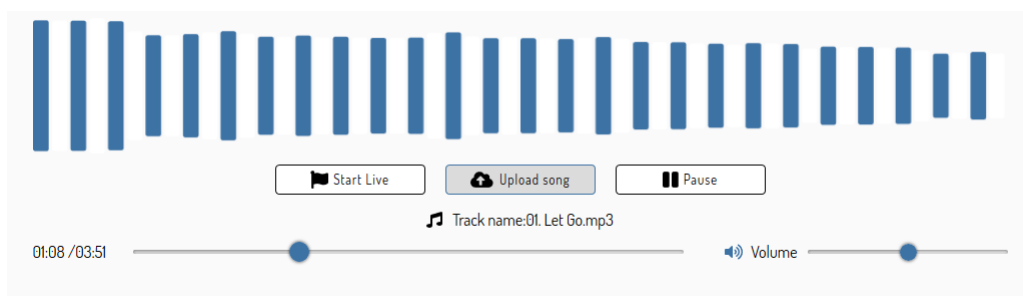 Start Live Upload song Pause
Track name:01. Let Go.mp3
01:08 /03:51 Volume